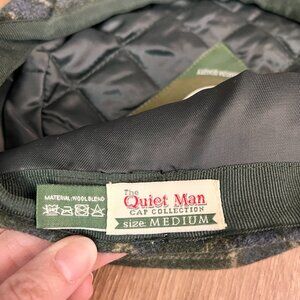 MATERIAL: WOOL BLEND
The
Quiet Man
CAP COLLECTION
size: MEDIUM